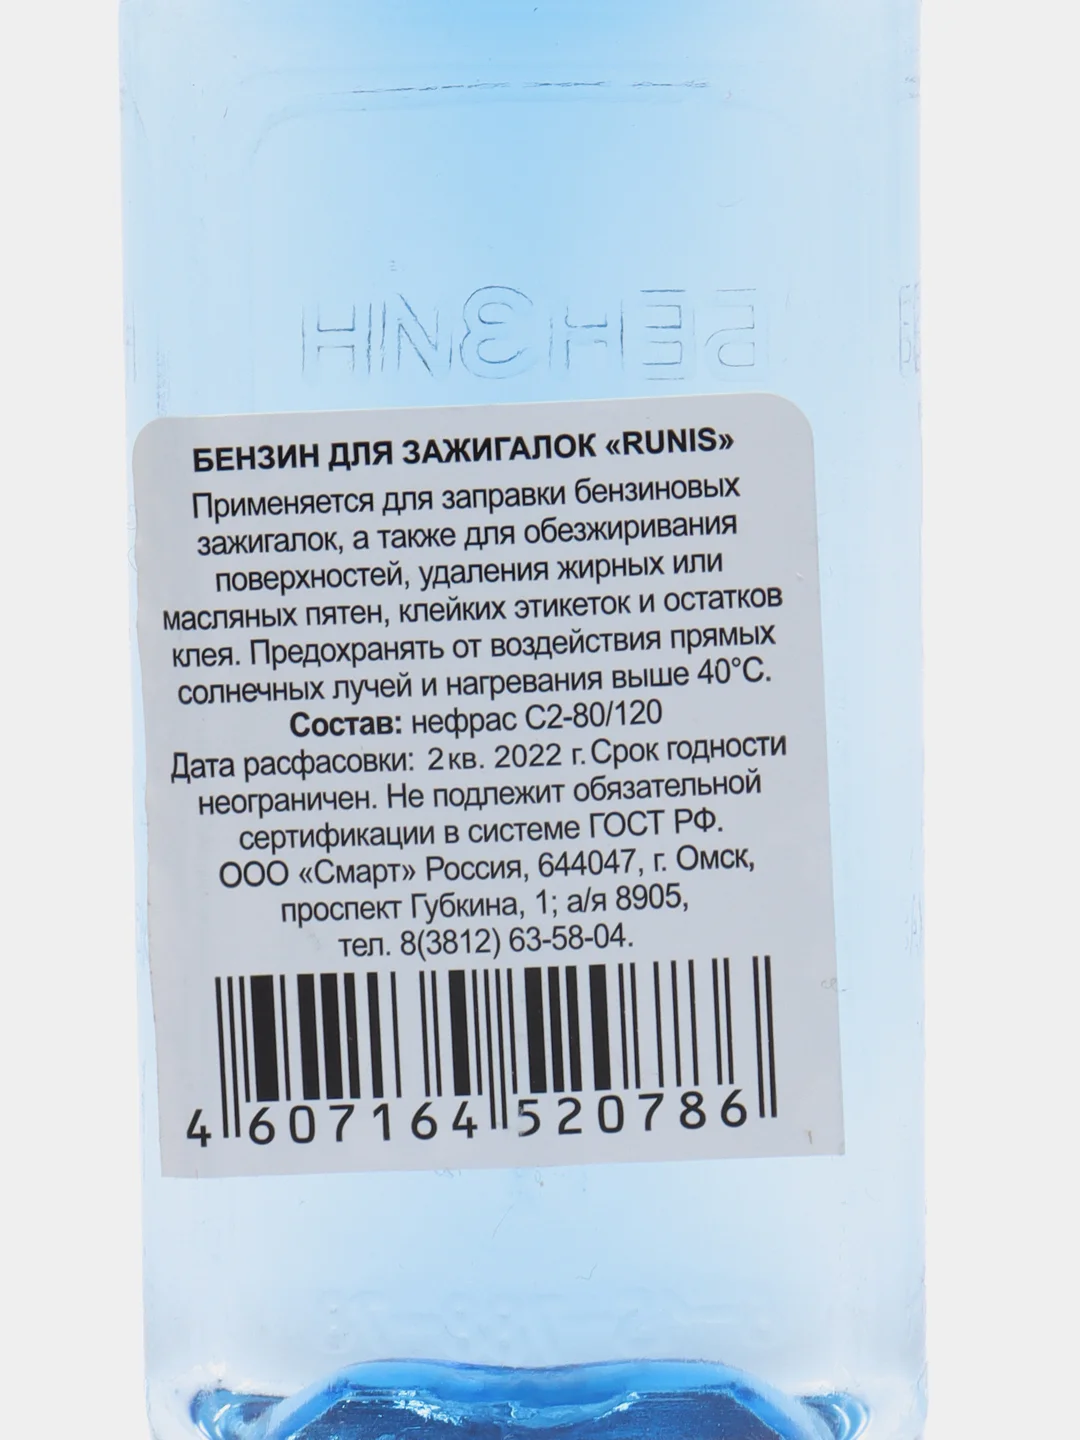 БЕНЗИН
БЕНЗИН ДЛЯ ЗАЖИГАЛОК «RUNIS»
Применяется для заправки бензиновых
зажигалок, а также для обезжиривания
поверхностей, удаления жирных или
масляных пятен, клейких этикеток и остатков
клея. Предохранять от воздействия прямых
солнечных лучей и нагревания выше 40°С.
Состав: нефрас С2-80/120
Дата расфасовки: 2 кв. 2022 г. Срок годности
неограничен. Не подлежит обязательной
сертификации в системе ГОСТ РФ.
ООО «Смарт» Россия, 644047, г. Омск,
проспект Губкина, 1; а/я 8905,
тел. 8(3812) 63-58-04.
4 607164 520786